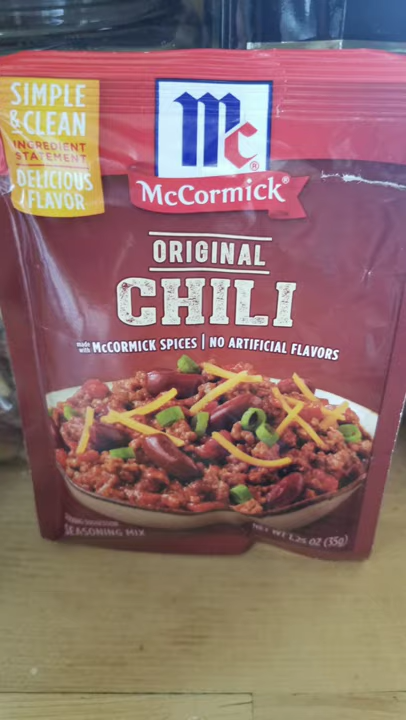 SIMPLE
& CLEAN
INGREDIENT
STATEMENT
DELICIOUS
FLAVOR
Mc®
McCormick®
ORIGINAL
CHILI
made with McCORMICK SPICES | NO ARTIFICIAL FLAVORS
SEASONING MIX
NET WT 1.25 OZ (35g)